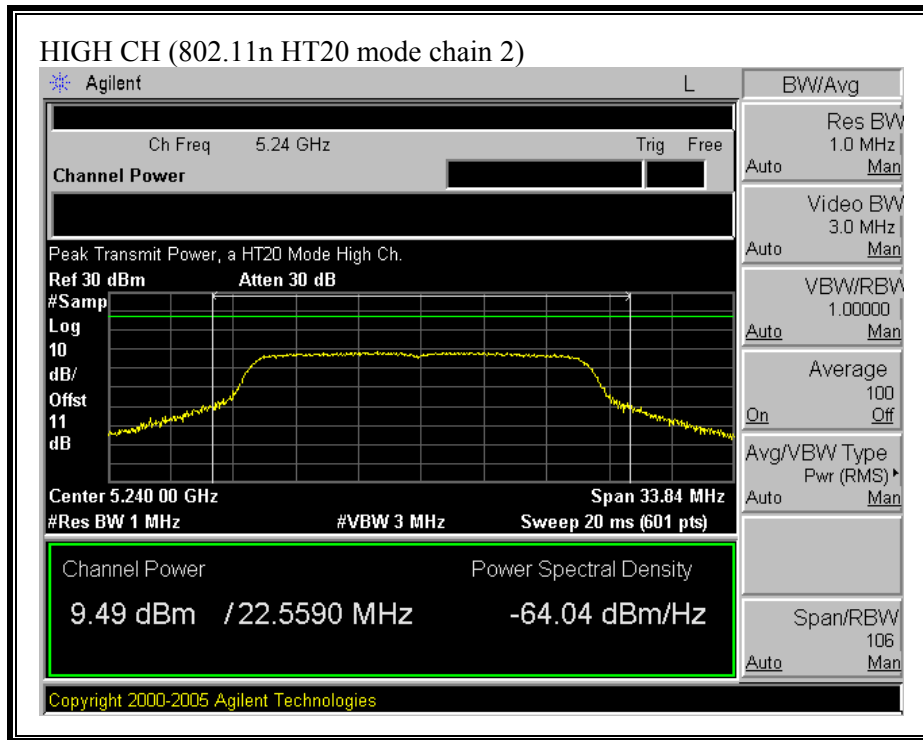 HIGH CH (802.11n HT20 mode chain 2)
Agilent L
Ch Freq 5.24 GHz Trig Free
Channel Power
Peak Transmit Power, a HT20 Mode High Ch.
Ref 30 dBm Atten 30 dB
#Samp
Log
10
dB/
Offst
11
dB
Center 5.240 00 GHz Span 33.84 MHz
#Res BW 1 MHz #VBW 3 MHz Sweep 20 ms (601 pts)
Channel Power Power Spectral Density
9.49 dBm /22.5590 MHz -64.04 dBm/Hz
Copyright 2000-2005 Agilent Technologies
BW/Avg
Res BW
1.0 MHz
Auto Man
Video BW
3.0 MHz
Auto Man
VBW/RBW
1.00000
Auto Man
Average
100
On Off
Avg/VBW Type
Pwr (RMS)
Auto Man
Span/RBW
106
Auto Man